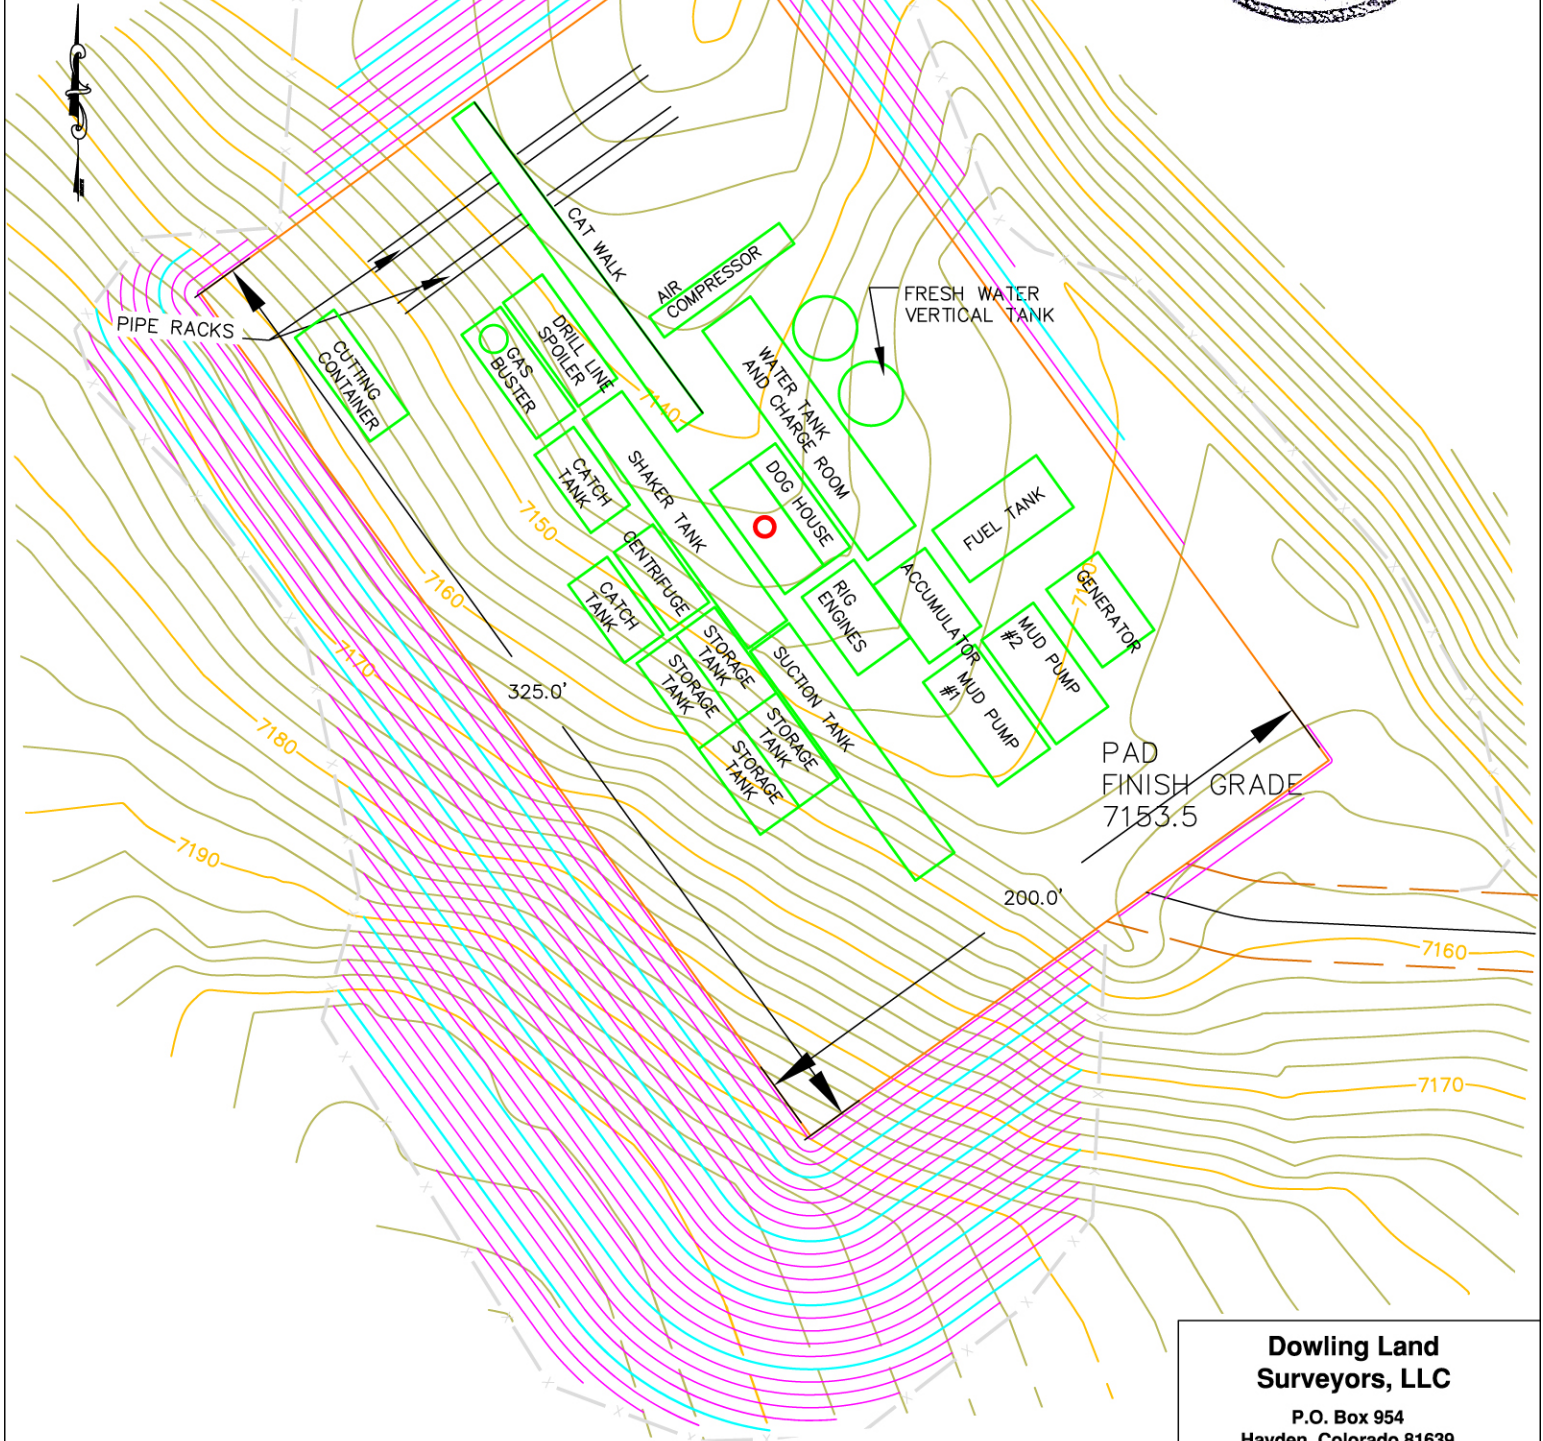 CAT WALK
AIR
COMPRESSOR
FRESH WATER
VERTICAL TANK
PIPE RACKS
CUTTING
CONTAINER
GAS
BUSTER
DRILL LINE
SPOILER
7140
WATER TANK
AND CHARGE ROOM
SHAKER TANK
DOG HOUSE
CATCH
TANK
7150
FUEL TANK
CENTRIFUGE
7160
CATCH
TANK
RIG
ENGINES
ACCUMULATOR
GENERATOR
MUD PUMP
#2
7170
STORAGE
TANK
STORAGE
TANK
SUCTION TANK
MUD PUMP
#1
325.0'
7180
STORAGE
TANK
STORAGE
TANK
PAD
FINISH GRADE
7153.5
7190
200.0'
7160
7170
Dowling Land
Surveyors, LLC
P.O. Box 954
Hayden, Colorado 81639